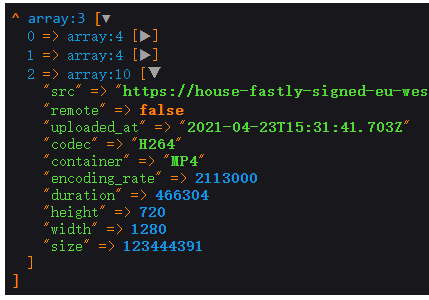 ^ array:3 [▼
0 => array:4 [▶]
1 => array:4 [▶]
2 => array:10 [▼
"src" => "https://house-fastly-signed-eu-wes
"remote" => false
"uploaded_at" => "2021-04-23T15:31:41.703Z"
"codec" => "H264"
"container" => "MP4"
"encoding_rate" => 2113000
"duration" => 466304
"height" => 720
"width" => 1280
"size" => 123444391
]
]